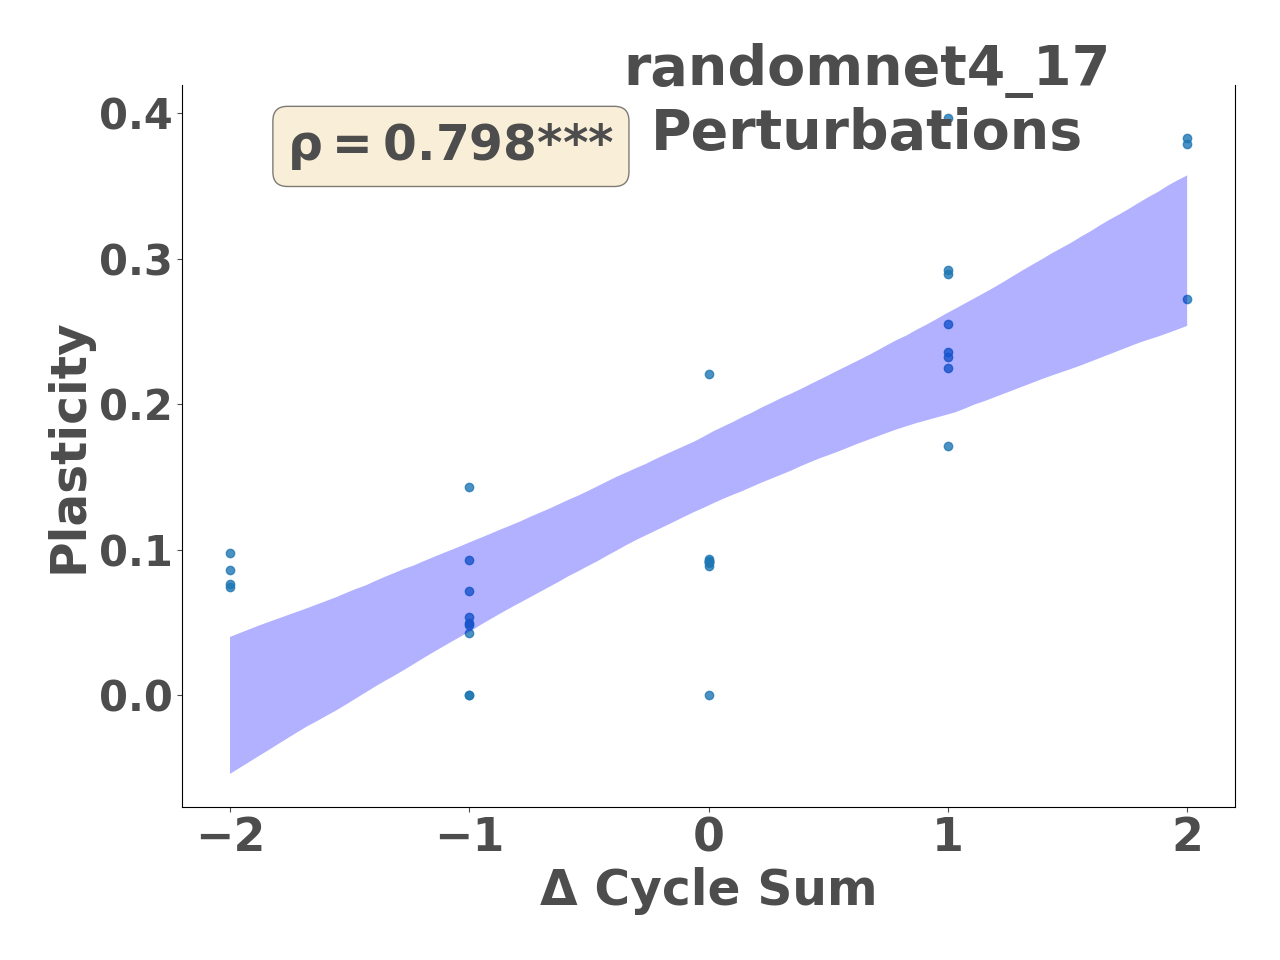 randomnet4_17
Perturbations
ρ = 0.798***
Plasticity
0.4
0.3
0.2
0.1
0.0
−2 −1 0 1 2
Δ Cycle Sum